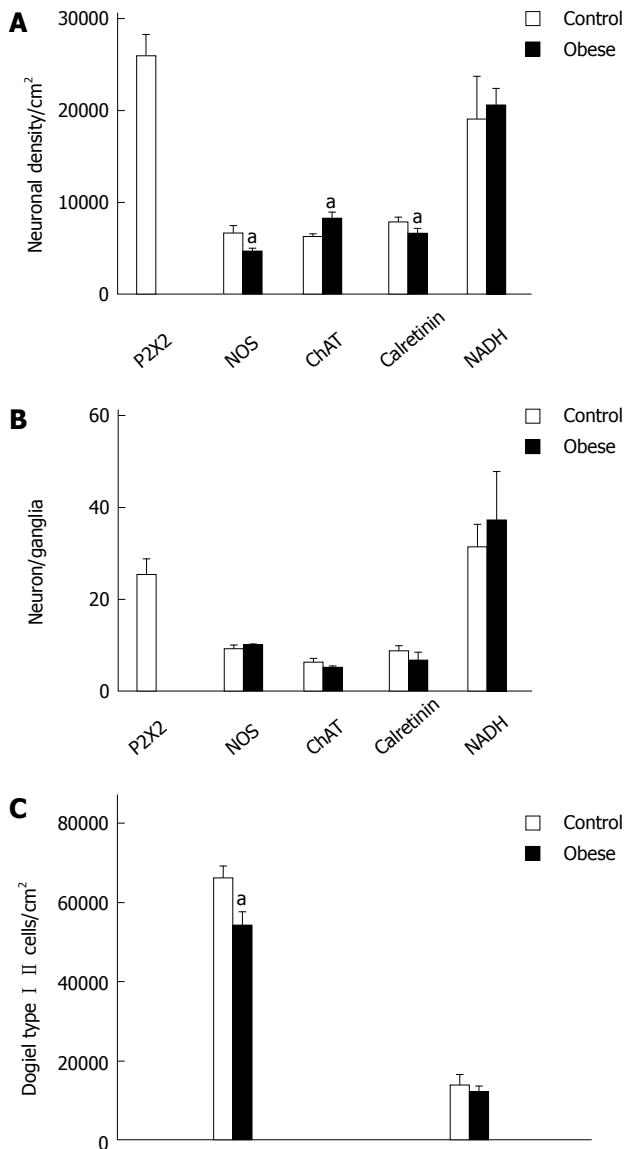 A
Control
Obese
Neuronal density/cm²
30000
20000
10000
0
a
a
a
P2X2
NOS
ChAT
Calretinin
NADH
B
Control
Obese
Neuron/ganglia
60
40
20
0
P2X2
NOS
ChAT
Calretinin
NADH
C
Control
Obese
Dogiel type Ⅰ Ⅱ cells/cm²
80000
60000
40000
20000
0
a